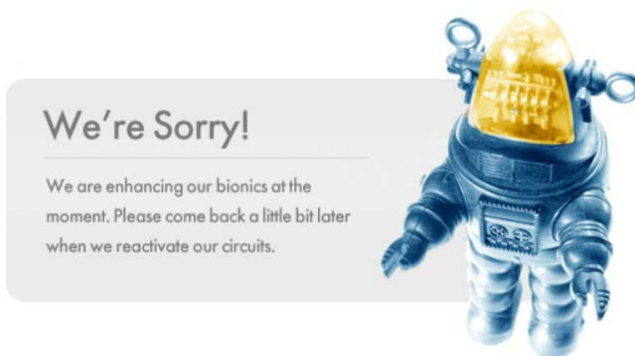 We're Sorry!
We are enhancing our bionics at the
moment. Please come back a little bit later
when we reactivate our circuits.